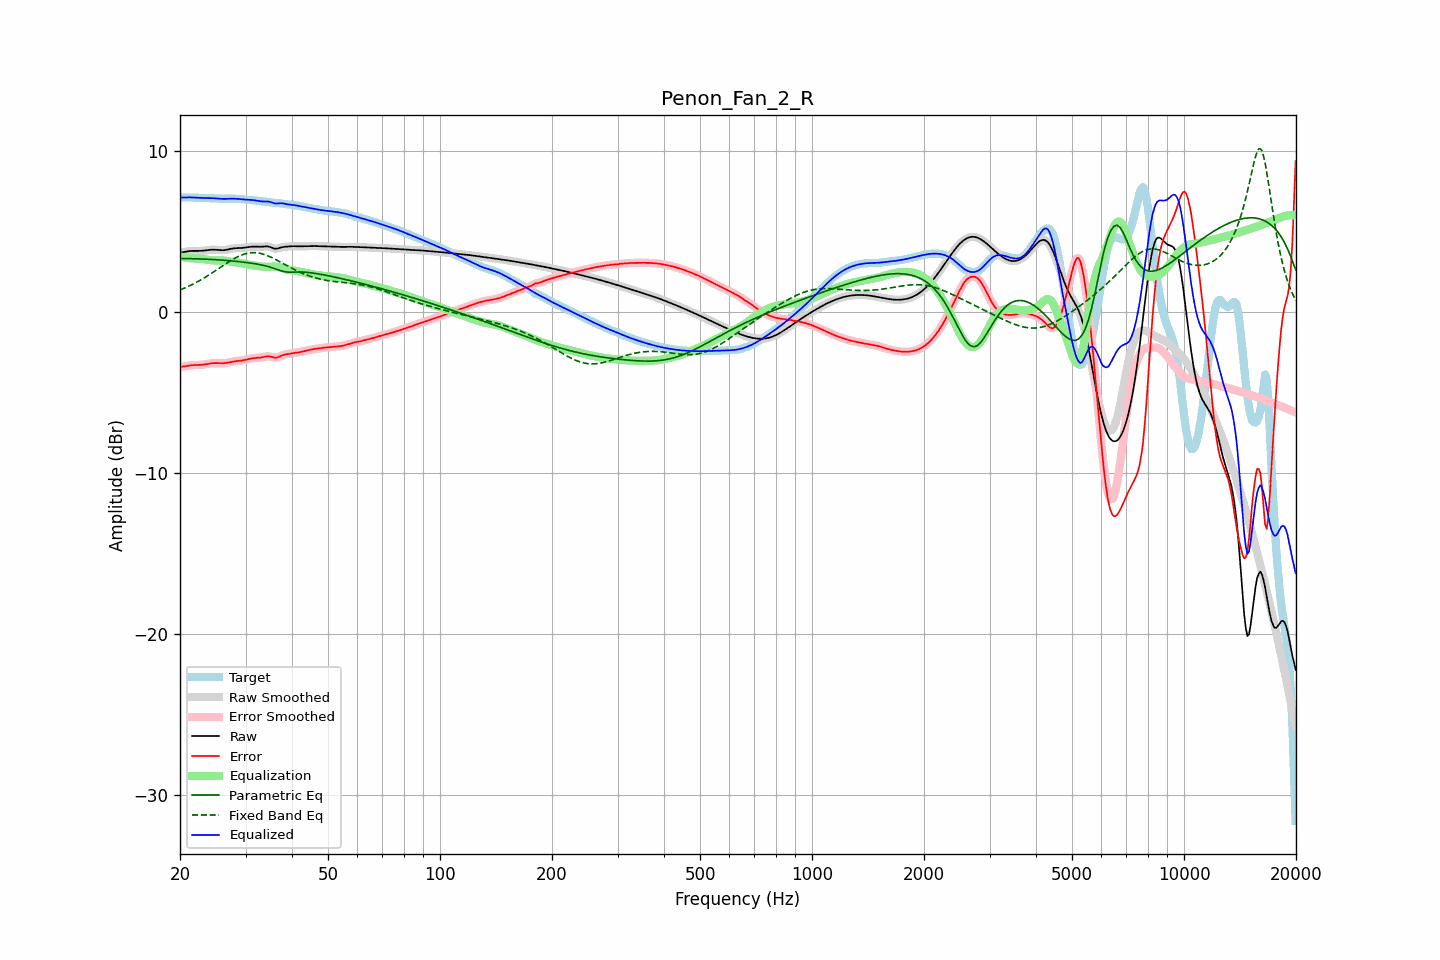 Penon_Fan_2_R
10
0
−10
−20
−30
Amplitude (dBr)
Target
Raw Smoothed
Error Smoothed
Raw
Error
Equalization
Parametric Eq
Fixed Band Eq
Equalized
20 50 100 200 500 1000 2000 5000 10000 20000
Frequency (Hz)